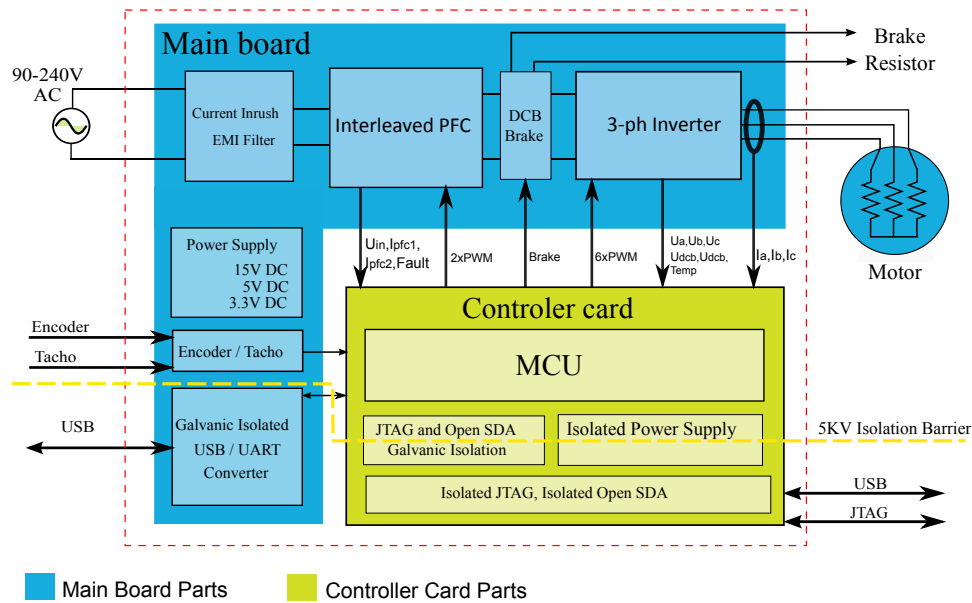 Main board
90-240V
AC
Current Inrush
EMI Filter
Interleaved PFC
DCB
Brake
3-ph Inverter
Brake
Resistor
Motor
Uin,Ipfc1,
Ipfc2,Fault
2xPWM
Brake
6xPWM
Ua,Ub,Uc
Udcb,Udcb,
Temp
Ia,Ib,Ic
Power Supply
15V DC
5V DC
3.3V DC
Encoder
Tacho
Encoder / Tacho
USB
Galvanic Isolated
USB / UART
Converter
Controler card
MCU
JTAG and Open SDA
Galvanic Isolation
Isolated Power Supply
Isolated JTAG, Isolated Open SDA
5KV Isolation Barrier
USB
JTAG
Main Board Parts
Controller Card Parts